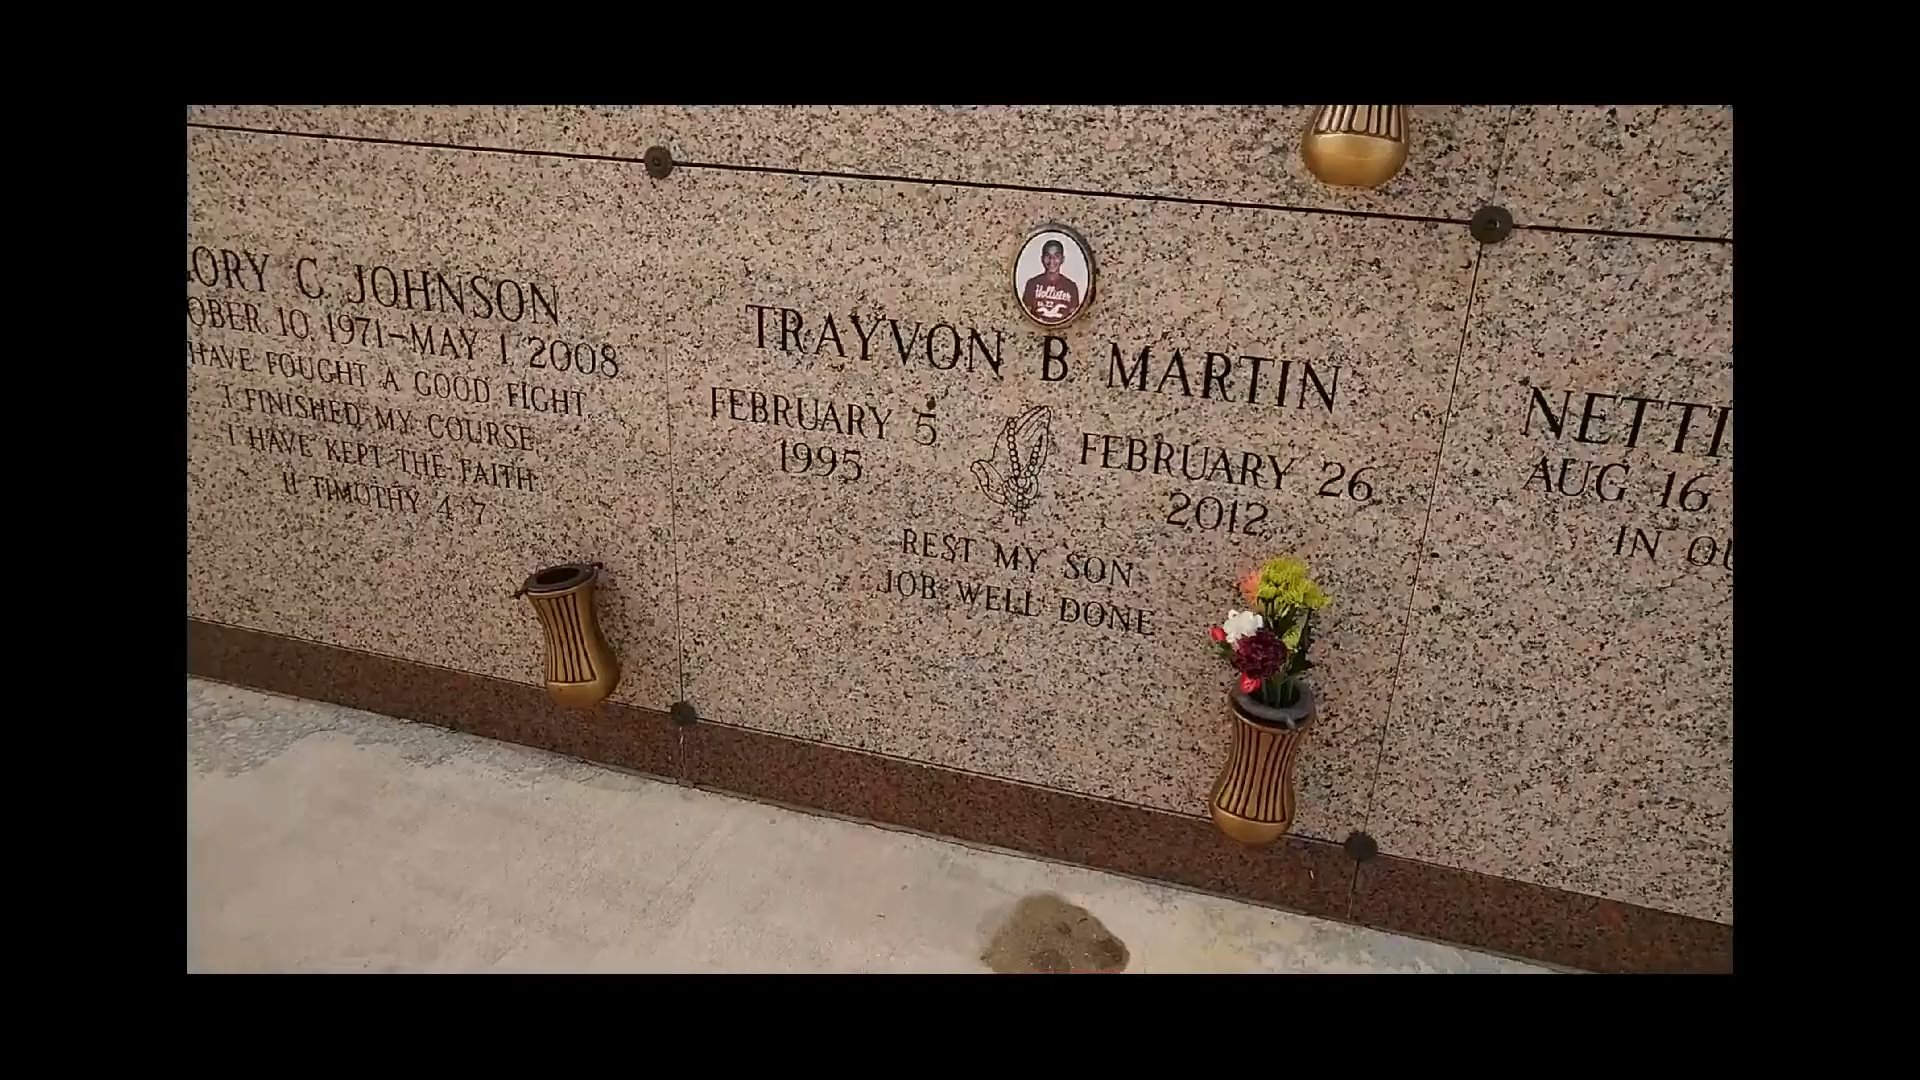 ORY C. JOHNSON
OBER 10, 1971-MAY 1, 2008
HAVE FOUGHT A GOOD FIGHT,
I FINISHED MY COURSE,
I HAVE KEPT THE FAITH.
II TIMOTHY 4:7
Hollister
TRAYVON B MARTIN
FEBRUARY 5
1995
FEBRUARY 26
2012
REST MY SON
JOB WELL DONE
NETTI
AUG 16
IN OU